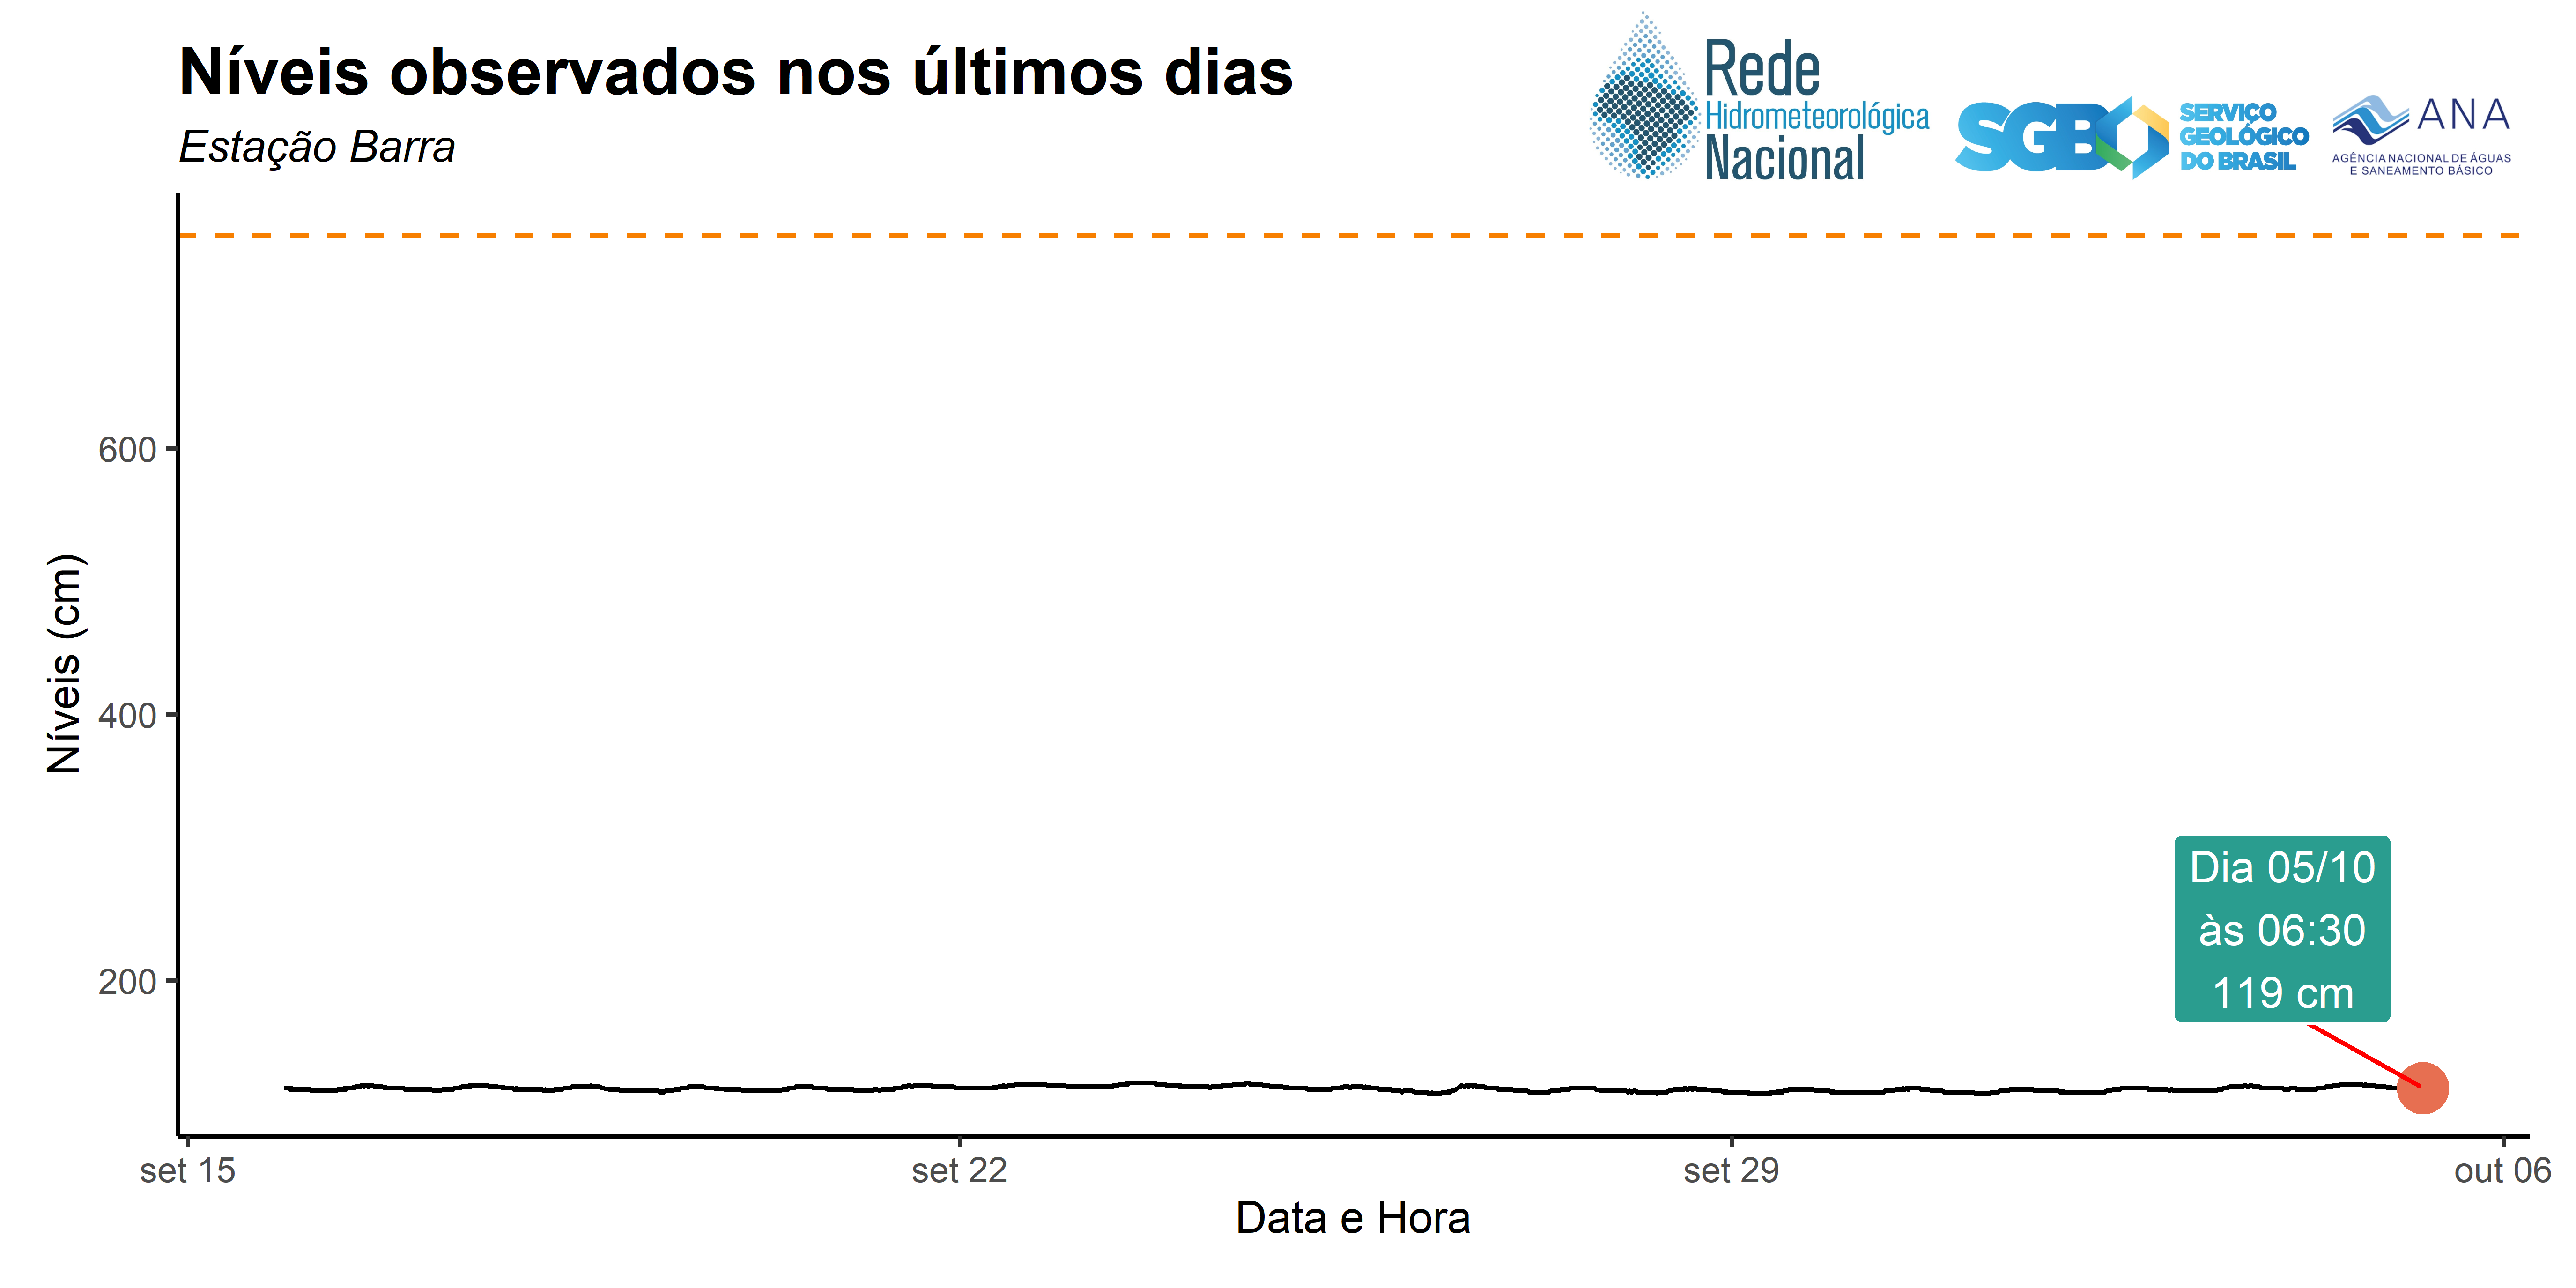 Níveis observados nos últimos dias
Estação Barra
Rede
Hidrometeorológica
Nacional
SGB
SERVIÇO
GEOLÓGICO
DO BRASIL
ANA
AGÊNCIA NACIONAL DE ÁGUAS
E SANEAMENTO BÁSICO
Níveis (cm)
600
400
200
Dia 05/10
às 06:30
119 cm
set 15
set 22
set 29
out 06
Data e Hora